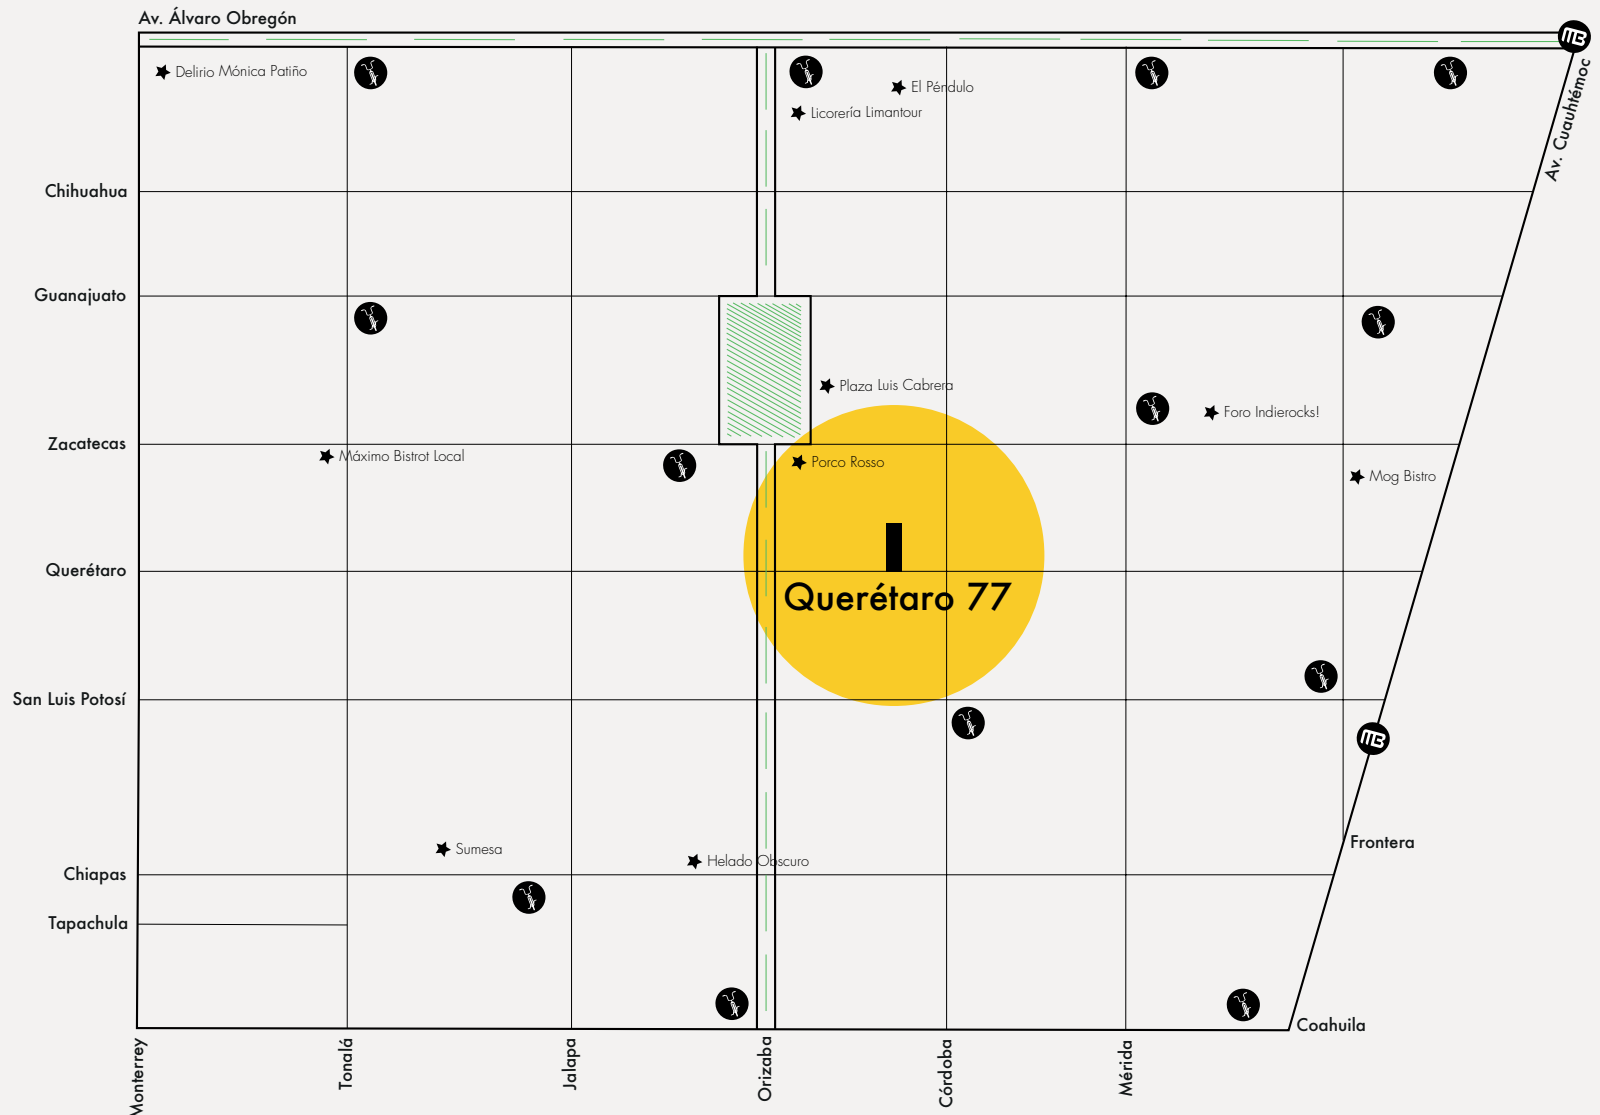 Av. Álvaro Obregón
MB
Delirio Mónica Patiño
El Péndulo
Licorería Limantour
Av. Cuauhtémoc
Chihuahua
Guanajuato
Plaza Luis Cabrera
Foro Indierocks!
Zacatecas
Máximo Bistrot Local
Porco Rosso
Mog Bistro
Querétaro
Querétaro 77
San Luis Potosí
MB
Frontera
Sumesa
Helado Obscuro
Chiapas
Tapachula
Coahuila
Monterrey
Tonalá
Jalapa
Orizaba
Córdoba
Mérida